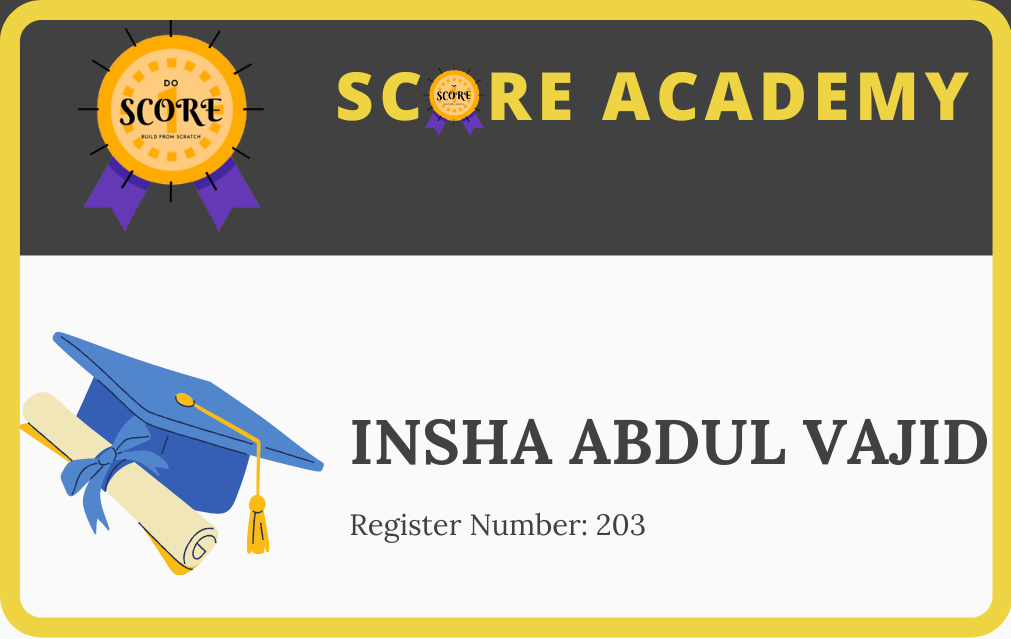 DO
SCORE
BUILD FROM SCRATCH
SCORE ACADEMY
INSHA ABDUL VAJID
Register Number: 203